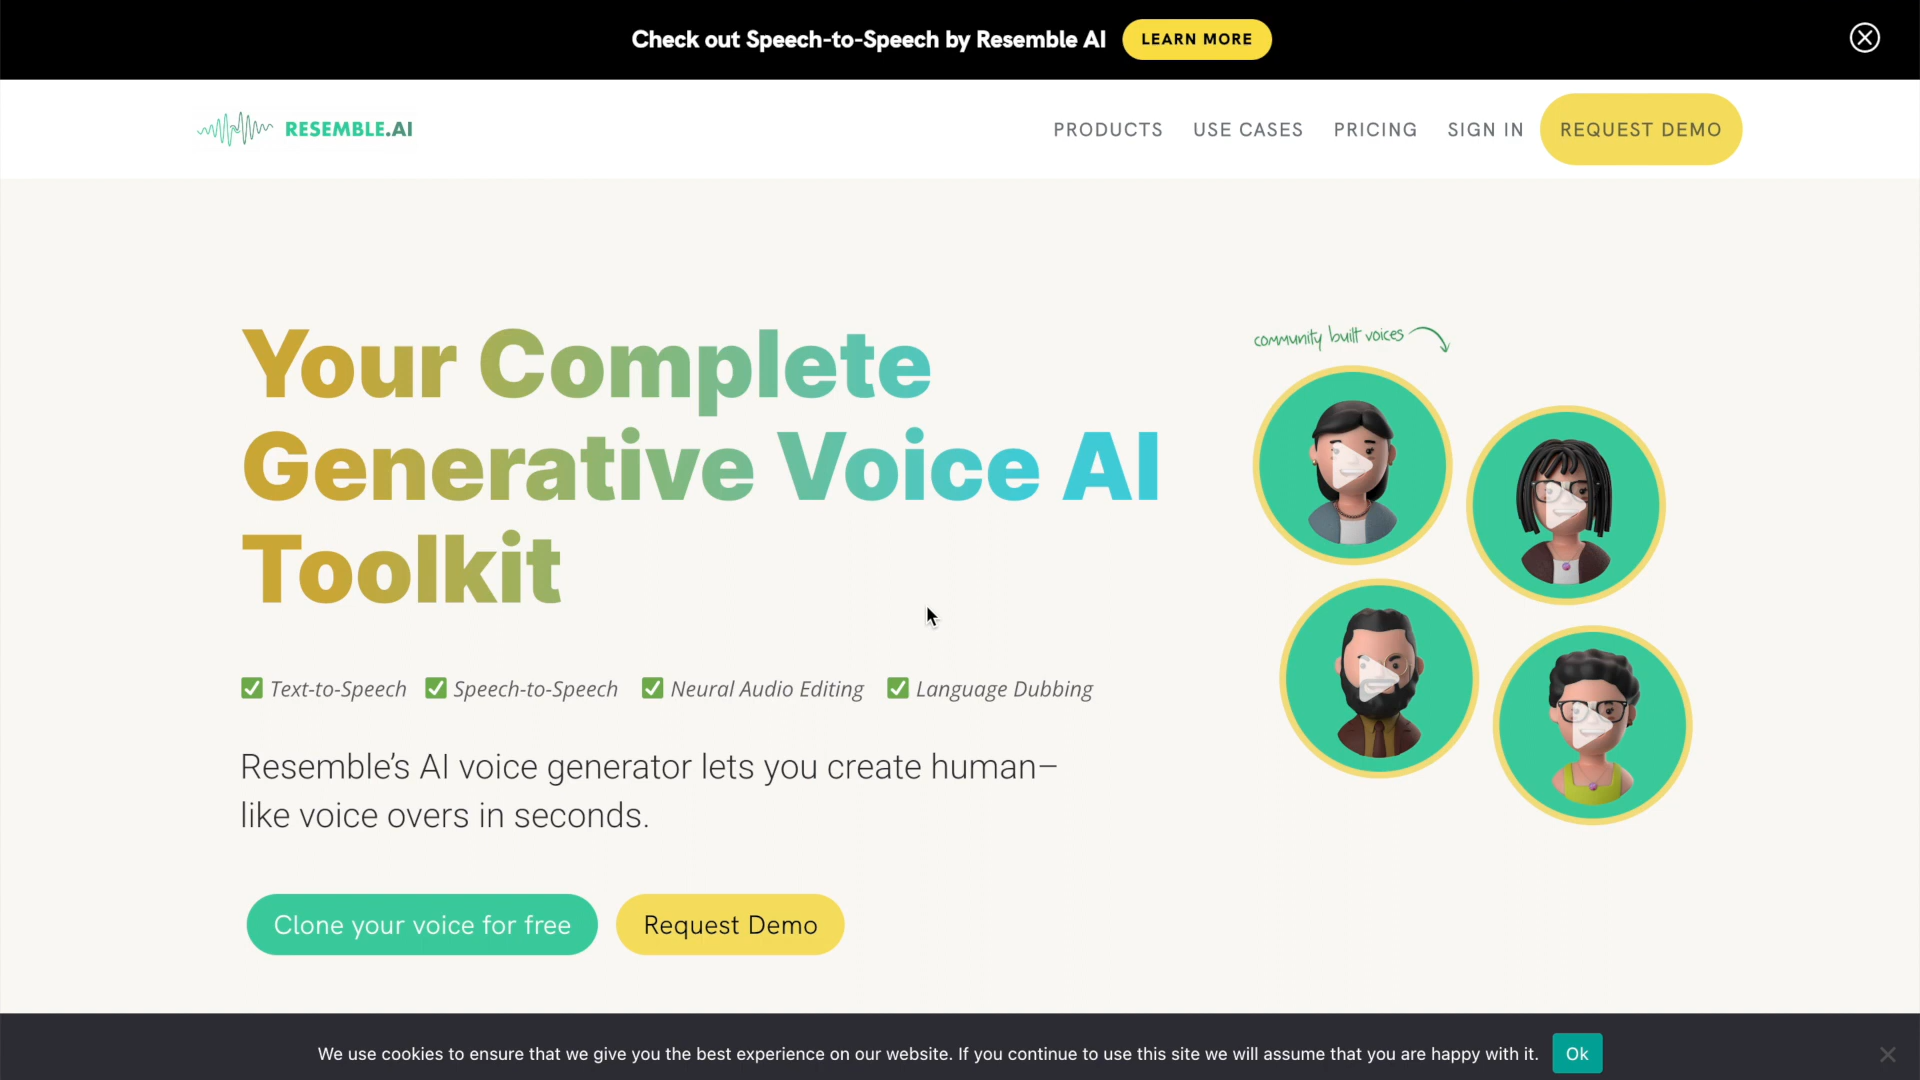 Check out Speech-to-Speech by Resemble AI LEARN MORE
RESEMBLE.AI PRODUCTS USE CASES PRICING SIGN IN REQUEST DEMO
Your Complete
Generative Voice AI
Toolkit
community built voices
Text-to-Speech Speech-to-Speech Neural Audio Editing Language Dubbing
Resemble’s AI voice generator lets you create human–
like voice overs in seconds.
Clone your voice for free Request Demo
We use cookies to ensure that we give you the best experience on our website. If you continue to use this site we will assume that you are happy with it. Ok